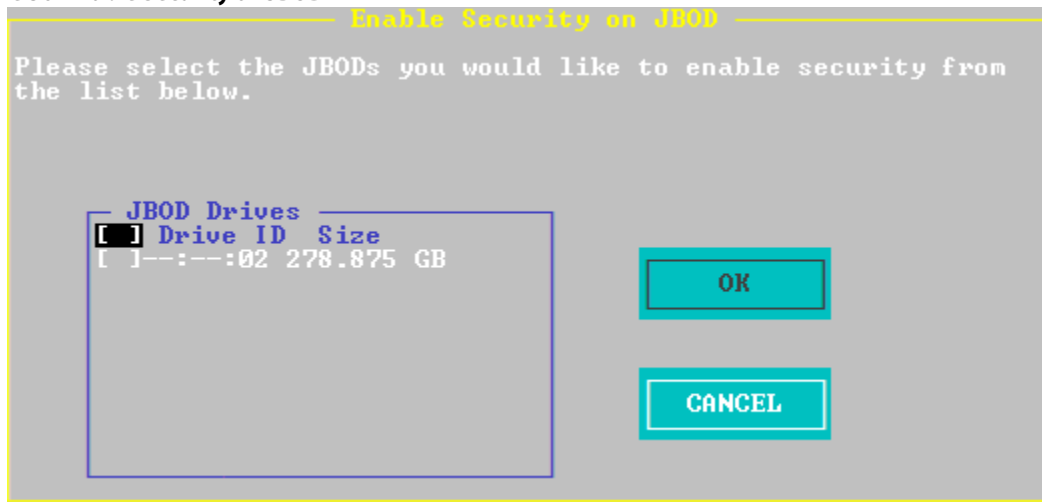 Enable Security on JBOD
Please select the JBODs you would like to enable security from
the list below.
JBOD Drives
[ ] Drive ID  Size
[ ]--:--:02 278.875 GB
OK
CANCEL